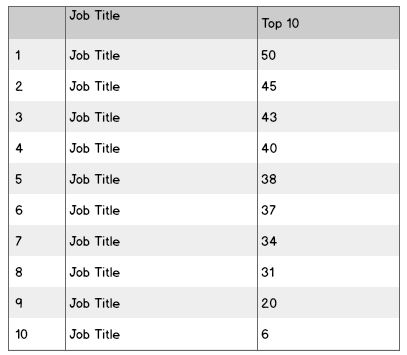 Job Title Top 10
1 Job Title 50
2 Job Title 45
3 Job Title 43
4 Job Title 40
5 Job Title 38
6 Job Title 37
7 Job Title 34
8 Job Title 31
9 Job Title 20
10 Job Title 6